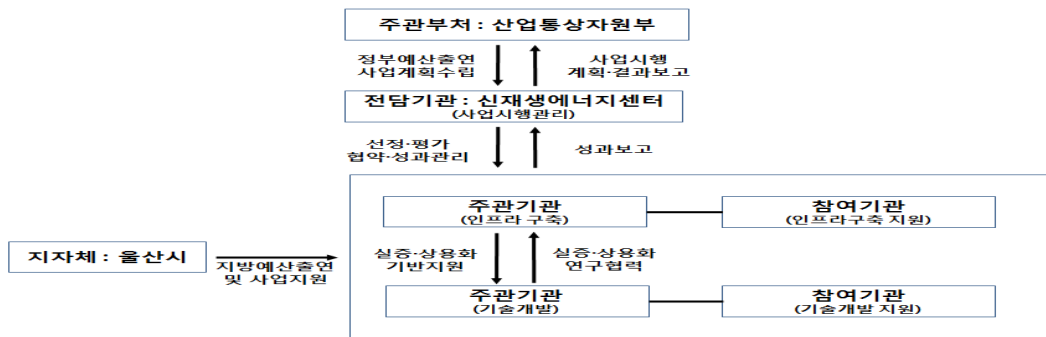 주관부처 : 산업통상자원부
정부예산출연
사업계획수립
사업시행
계획·결과보고
전담기관 : 신재생에너지센터
(사업시행관리)
선정·평가
협약·성과관리
성과보고
주관기관
(인프라 구축)
참여기관
(인프라구축 지원)
지자체 : 울산시
지방예산출연
및 사업지원
실증·상용화
기반지원
실증·상용화
연구협력
주관기관
(기술개발)
참여기관
(기술개발 지원)